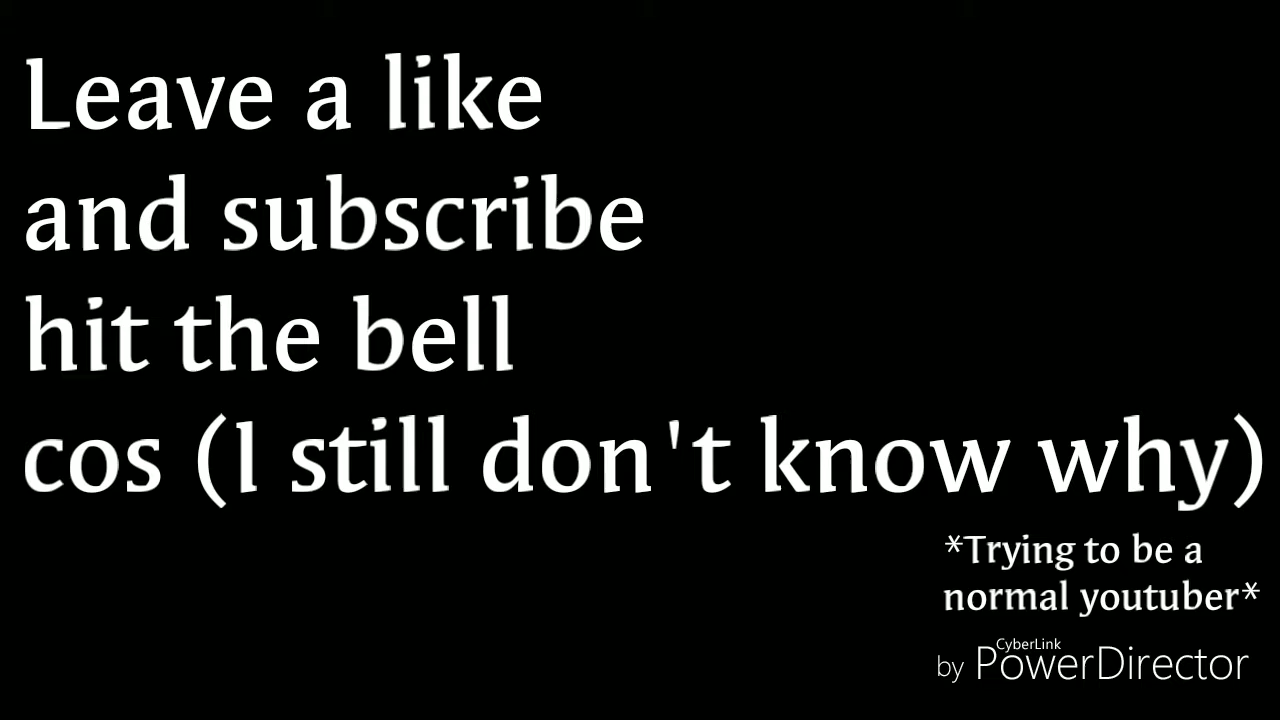 Leave a like
and subscribe
hit the bell
cos (I still don't know why)
*Trying to be a
normal youtuber*
by CyberLink PowerDirector